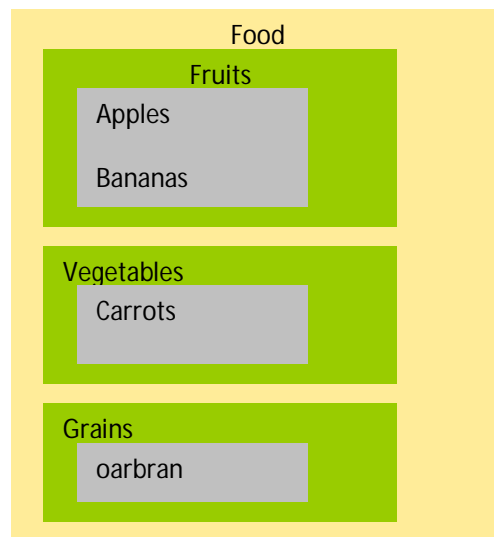 Food
Fruits
Apples
Bananas
Vegetables
Carrots
Grains
oarbran